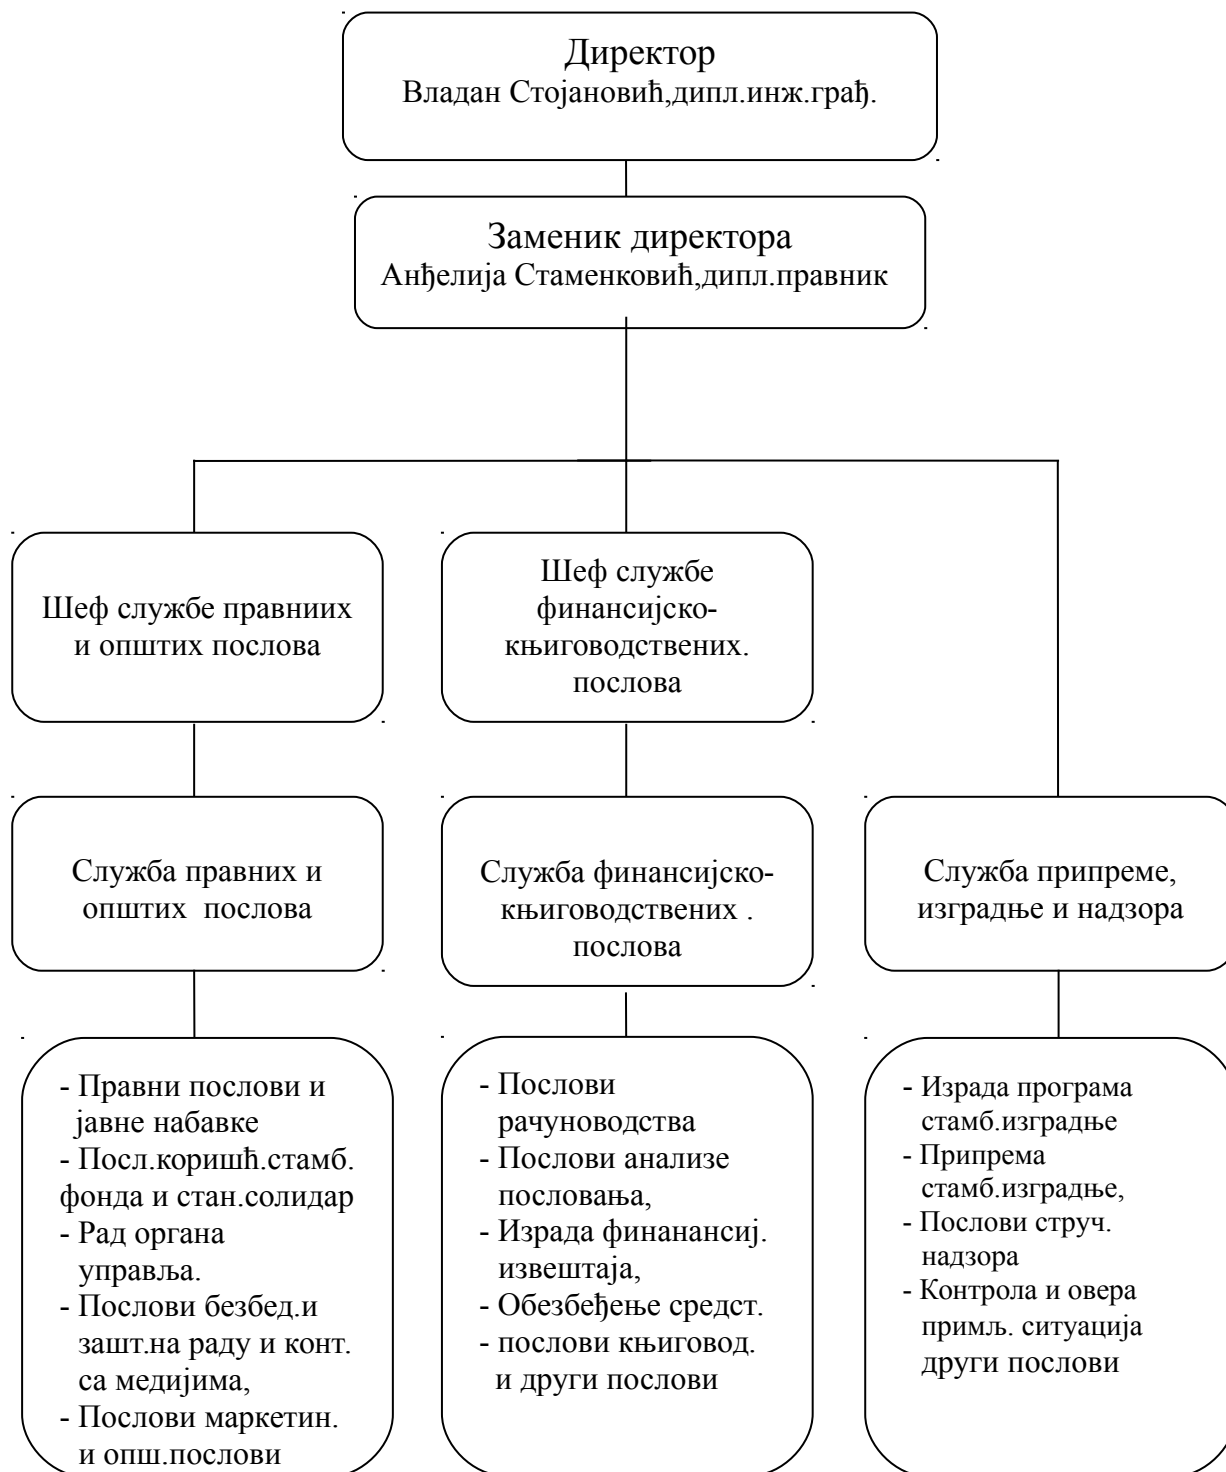 Директор
Владан Стојановић,дипл.инж.грађ.
Заменик директора
Анђелија Стаменковић,дипл.правник
Шеф службе правниих
и општих послова
Шеф службе
финансијско-
књиговодствених.
послова
Служба правних и
општих послова
Служба финансијско-
књиговодствених .
послова
Служба припреме,
изградње и надзора
- Правни послови и
јавне набавке
- Посл.коришћ.стамб.
фонда и стан.солидар
- Рад органа
управља.
- Послови безбед.и
зашт.на раду и конт.
са медијима,
- Послови маркетин.
и опш.послови
- Послови
рачуноводства
- Послови анализе
пословања,
- Израда финанансиј.
извештаја,
- Обезбеђење средст.
- послови књиговод.
и други послови
- Израда програма
стамб.изградње
- Припрема
стамб.изградње,
- Послови струч.
надзора
- Контрола и овера
примљ. ситуација
други послови